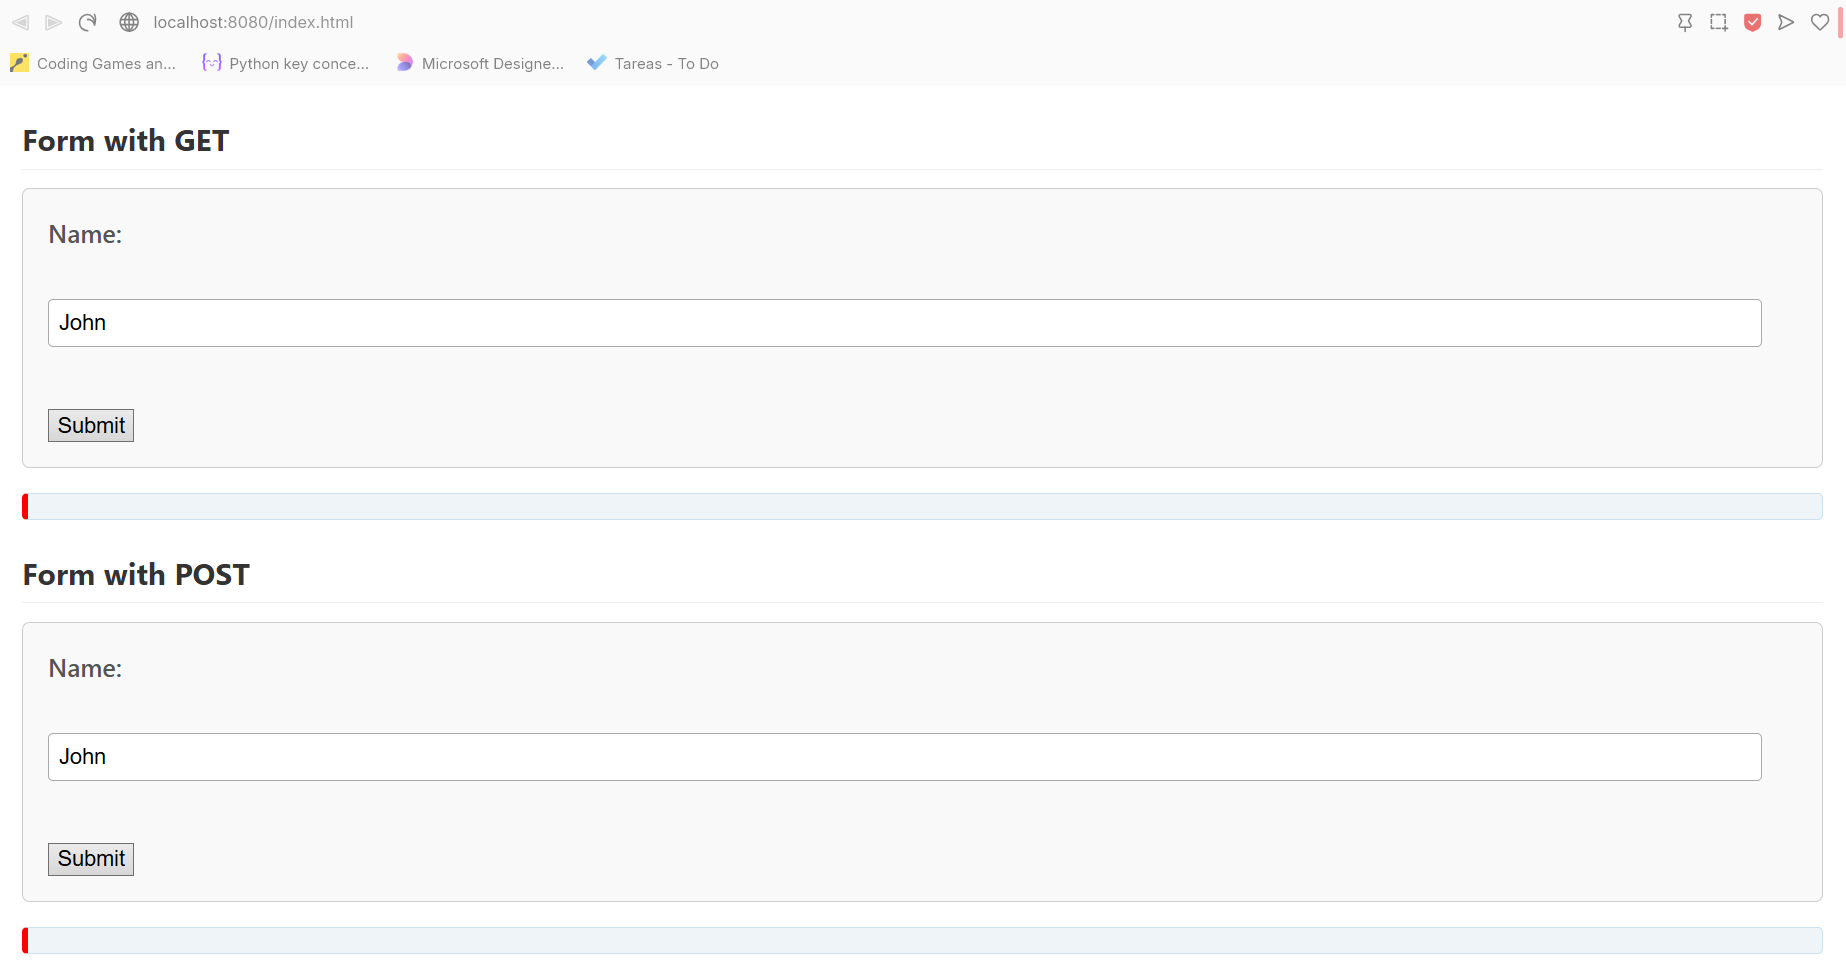 localhost:8080/index.html
Coding Games an... Python key conce... Microsoft Designe... Tareas - To Do
Form with GET
Name:
John
Submit
Form with POST
Name:
John
Submit